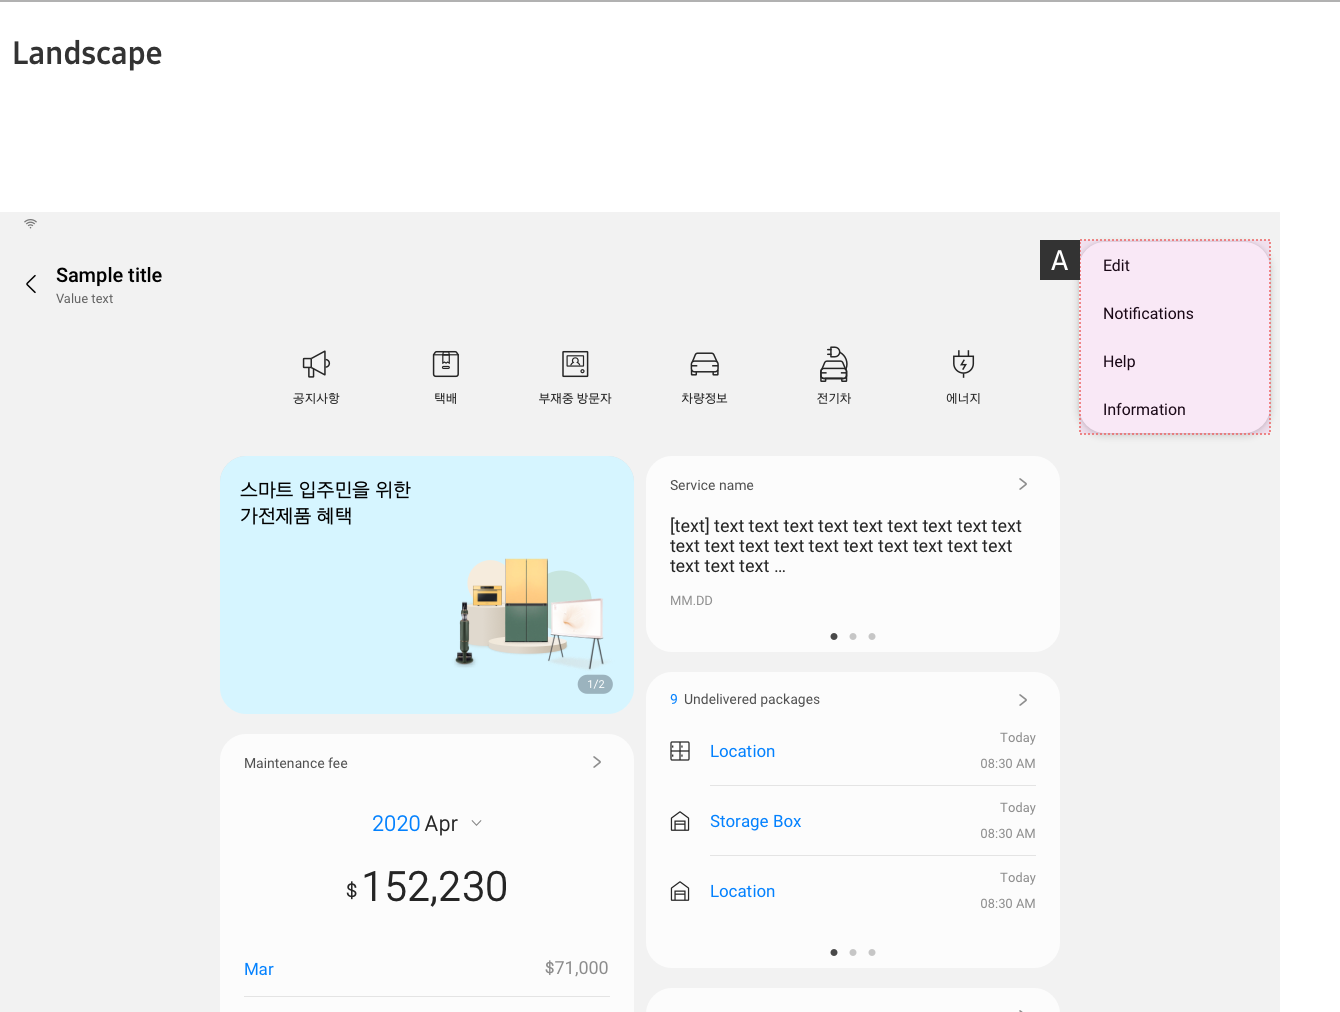 Landscape
Sample title
Value text
A
Edit
Notifications
Help
Information
공지사항
택배
부재중 방문자
차량정보
전기차
에너지
스마트 입주민을 위한
가전제품 혜택
1/2
Service name
[text] text text text text text text text text text
text text text text text text text text text text
text text text ...
MM.DD
9 Undelivered packages
Location
Today
08:30 AM
Storage Box
Today
08:30 AM
Location
Today
08:30 AM
Maintenance fee
2020 Apr
$152,230
Mar
$71,000